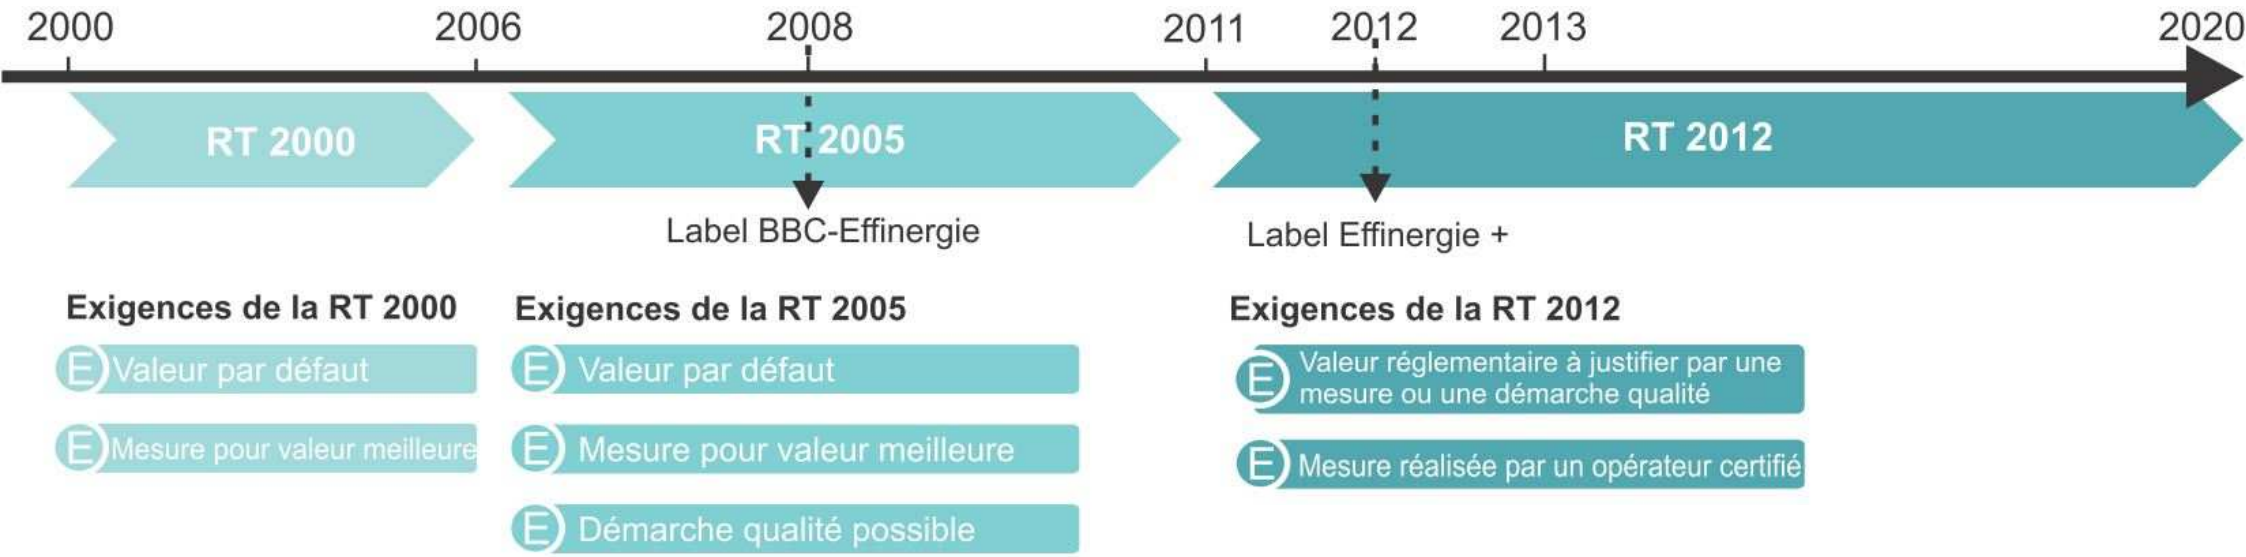 2000 2006 2008 2011 2012 2013 2020
RT 2000 RT 2005 RT 2012
Label BBC-Effinergie Label Effinergie +
Exigences de la RT 2000
E Valeur par défaut
E Mesure pour valeur meilleure
Exigences de la RT 2005
E Valeur par défaut
E Mesure pour valeur meilleure
E Démarche qualité possible
Exigences de la RT 2012
E Valeur réglementaire à justifier par une
mesure ou une démarche qualité
E Mesure réalisée par un opérateur certifié